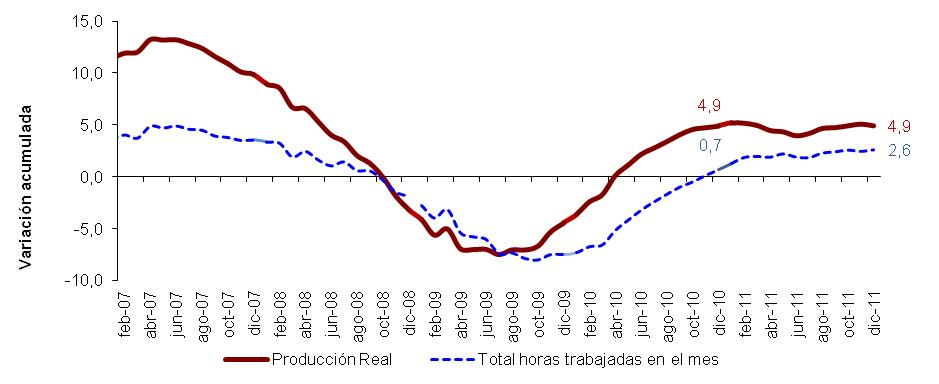 15,0
10,0
5,0
0,0
-5,0
-10,0
Variación acumulada
4,9
0,7
4,9
2,6
feb-07
abr-07
jun-07
ago-07
oct-07
dic-07
feb-08
abr-08
jun-08
ago-08
oct-08
dic-08
feb-09
abr-09
jun-09
ago-09
oct-09
dic-09
feb-10
abr-10
jun-10
ago-10
oct-10
dic-10
feb-11
abr-11
jun-11
ago-11
oct-11
dic-11
Producción Real
Total horas trabajadas en el mes